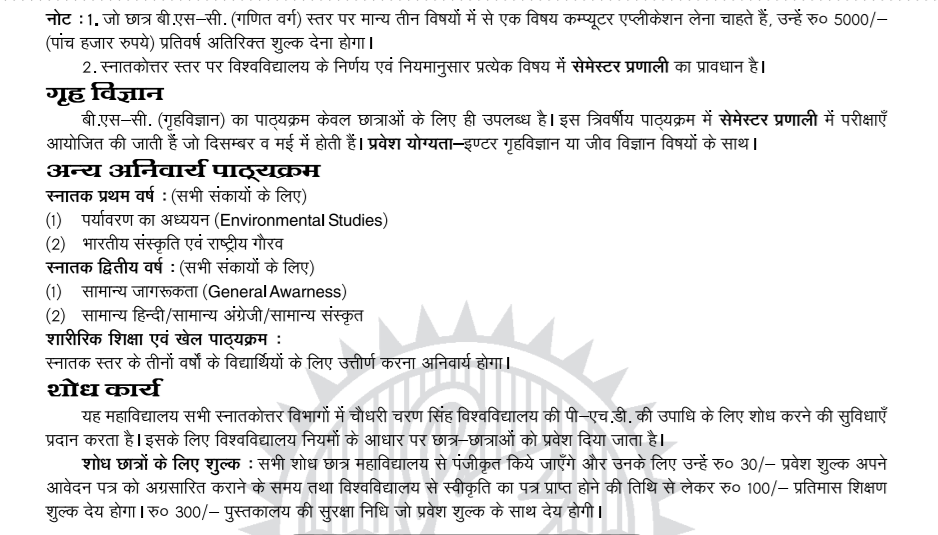 नोट : 1. जो छात्र बी.एस–सी. (गणित वर्ग) स्तर पर मान्य तीन विषयों में से एक विषय कम्प्यूटर एप्लीकेशन लेना चाहते हैं, उन्हें रु० 5000/–
(पांच हजार रुपये) प्रतिवर्ष अतिरिक्त शुल्क देना होगा।
2. स्नातकोत्तर स्तर पर विश्वविद्यालय के निर्णय एवं नियमानुसार प्रत्येक विषय में सेमेस्टर प्रणाली का प्रावधान है।
गृह विज्ञान
बी.एस–सी. (गृहविज्ञान) का पाठ्यक्रम केवल छात्राओं के लिए ही उपलब्ध है। इस त्रिवर्षीय पाठ्यक्रम में सेमेस्टर प्रणाली में परीक्षाएँ
आयोजित की जाती हैं जो दिसम्बर व मई में होती हैं। प्रवेश योग्यता–इण्टर गृहविज्ञान या जीव विज्ञान विषयों के साथ।
अन्य अनिवार्य पाठ्यक्रम
स्नातक प्रथम वर्ष : (सभी संकायों के लिए)
(1) पर्यावरण का अध्ययन (Environmental Studies)
(2) भारतीय संस्कृति एवं राष्ट्रीय गौरव
स्नातक द्वितीय वर्ष : (सभी संकायों के लिए)
(1) सामान्य जागरूकता (General Awarness)
(2) सामान्य हिन्दी/सामान्य अंग्रेजी/सामान्य संस्कृत
शारीरिक शिक्षा एवं खेल पाठ्यक्रम :
स्नातक स्तर के तीनों वर्षों के विद्यार्थियों के लिए उत्तीर्ण करना अनिवार्य होगा।
शोध कार्य
यह महाविद्यालय सभी स्नातकोत्तर विभागों में चौधरी चरण सिंह विश्वविद्यालय की पी–एच.डी. की उपाधि के लिए शोध करने की सुविधाएँ
प्रदान करता है। इसके लिए विश्वविद्यालय नियमों के आधार पर छात्र–छात्राओं को प्रवेश दिया जाता है।
शोध छात्रों के लिए शुल्क : सभी शोध छात्र महाविद्यालय से पंजीकृत किये जाएँगे और उनके लिए उन्हें रु० 30/– प्रवेश शुल्क अपने
आवेदन पत्र को अग्रसारित कराने के समय तथा विश्वविद्यालय से स्वीकृति का पत्र प्राप्त होने की तिथि से लेकर रु० 100/– प्रतिमास शिक्षण
शुल्क देय होगा। रु० 300/– पुस्तकालय की सुरक्षा निधि जो प्रवेश शुल्क के साथ देय होगी।